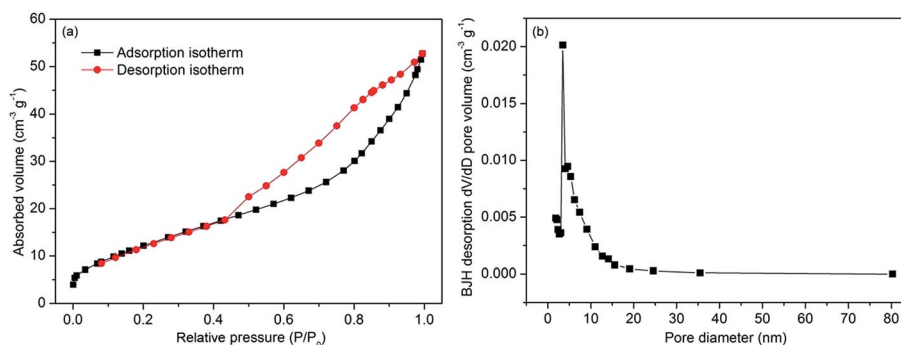 (a)
Adsorption isotherm
Desorption isotherm
Absorbed volume (cm⁻³ g⁻¹)
60
50
40
30
20
10
0
0.0 0.2 0.4 0.6 0.8 1.0
Relative pressure (P/P₀)
(b)
BJH desorption dV/dD pore volume (cm⁻³ g⁻¹)
0.020
0.015
0.010
0.005
0.000
0 10 20 30 40 50 60 70 80
Pore diameter (nm)